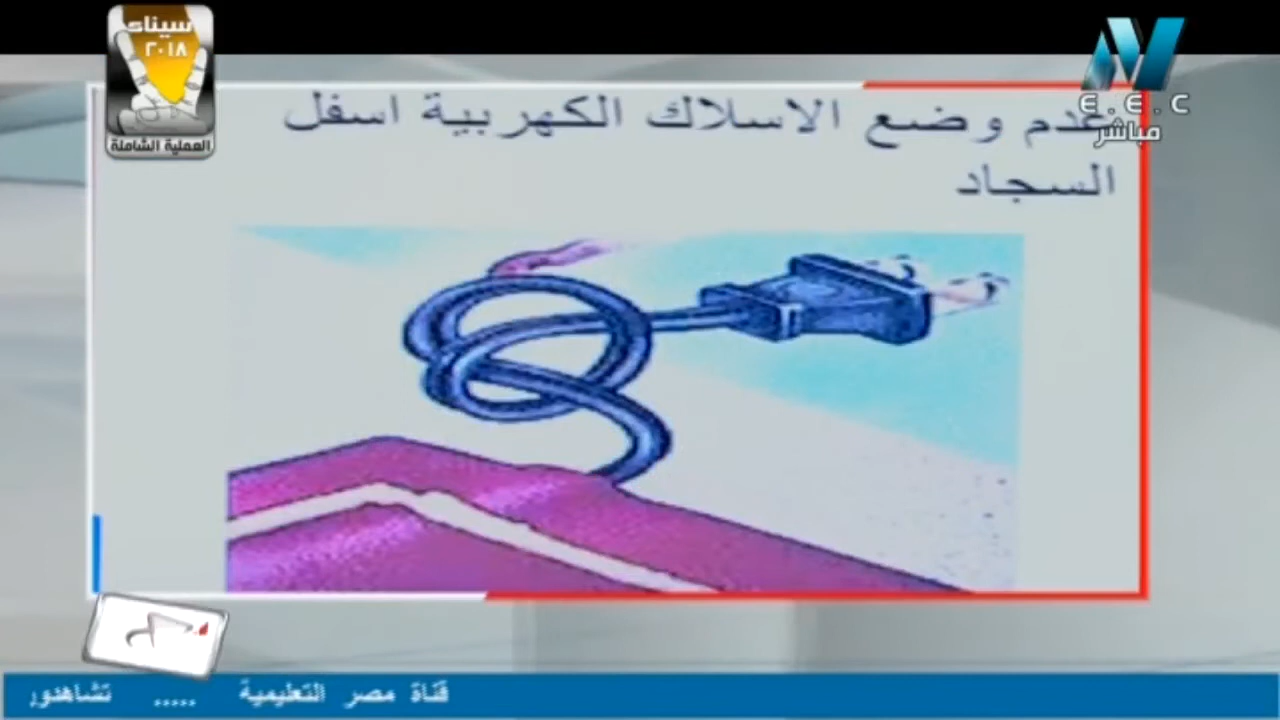 سيناء
٢٠١٨
العملية الشاملة
E.E.C
مباشر
عدم وضع الاسلاك الكهربية اسفل
السجاد
قناة مصر التعليمية ..... تشاهدون